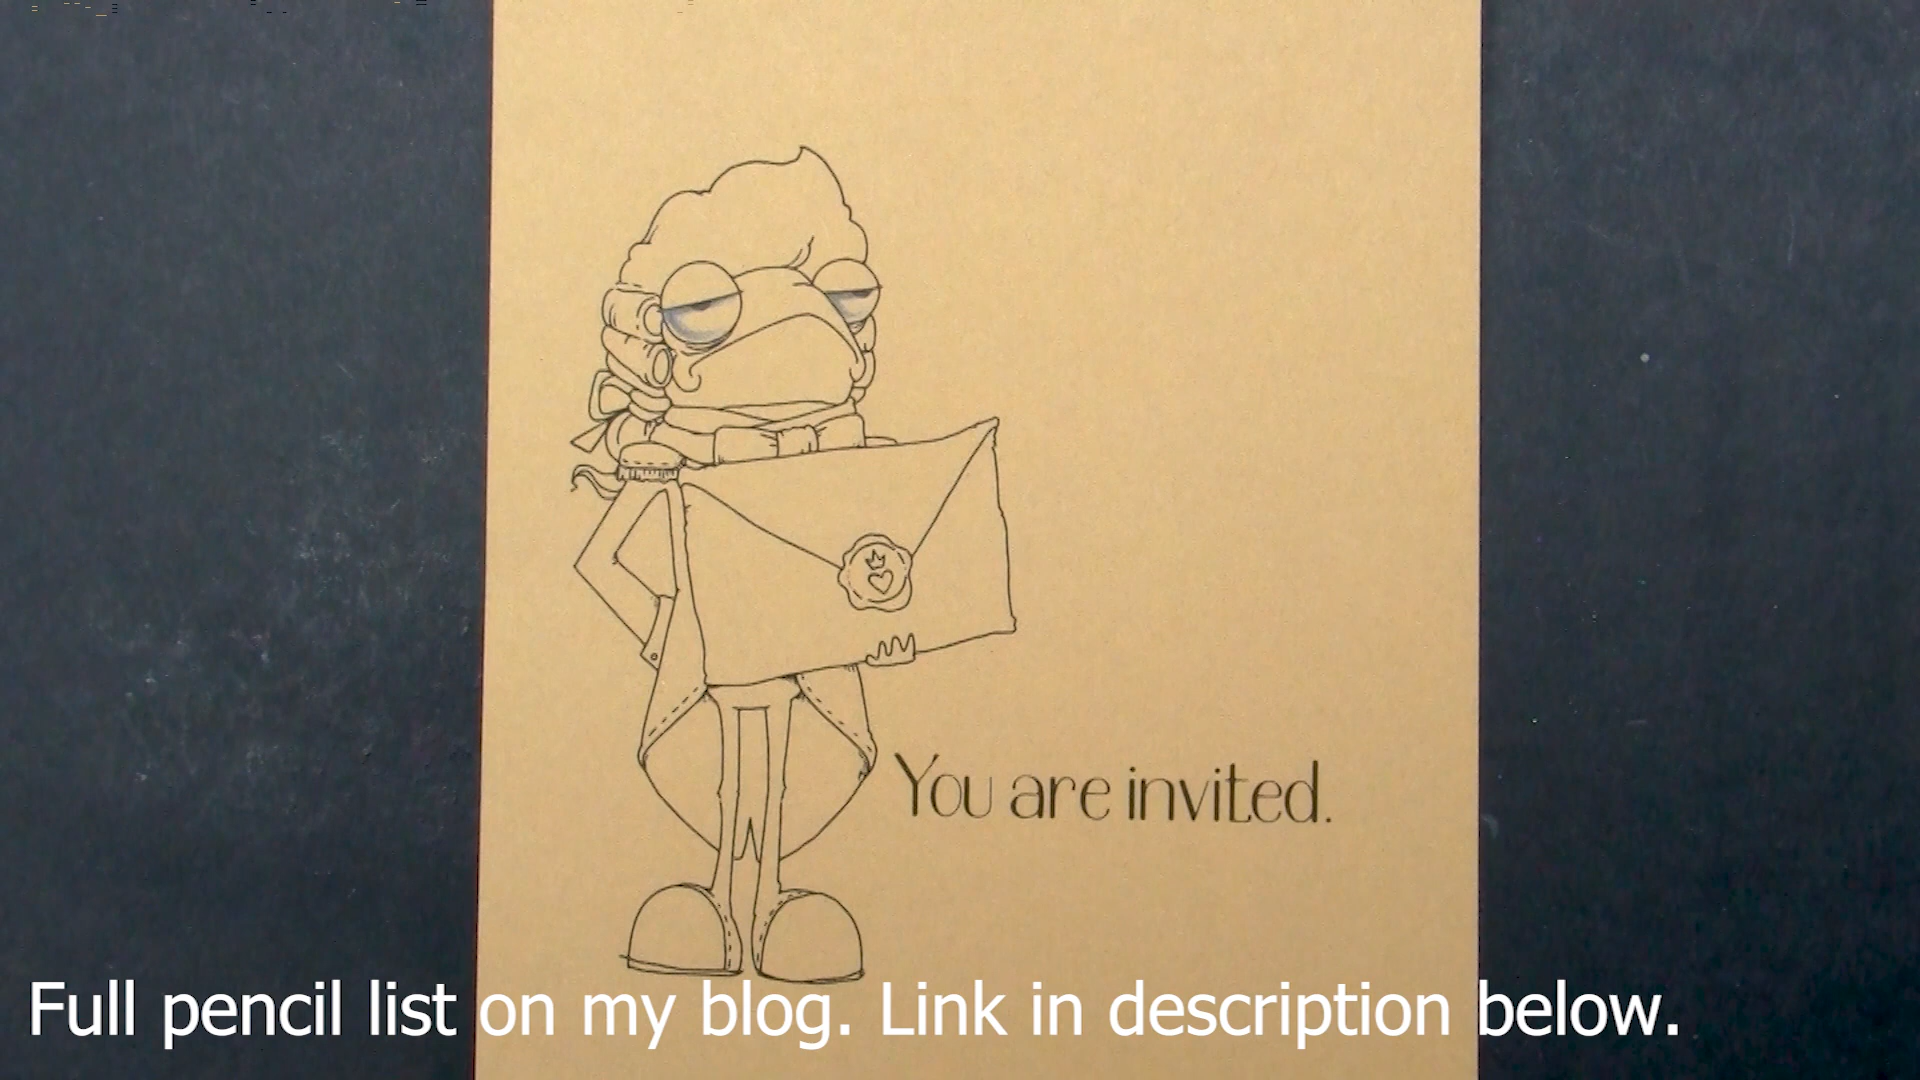 You are invited.
Full pencil list on my blog. Link in description below.